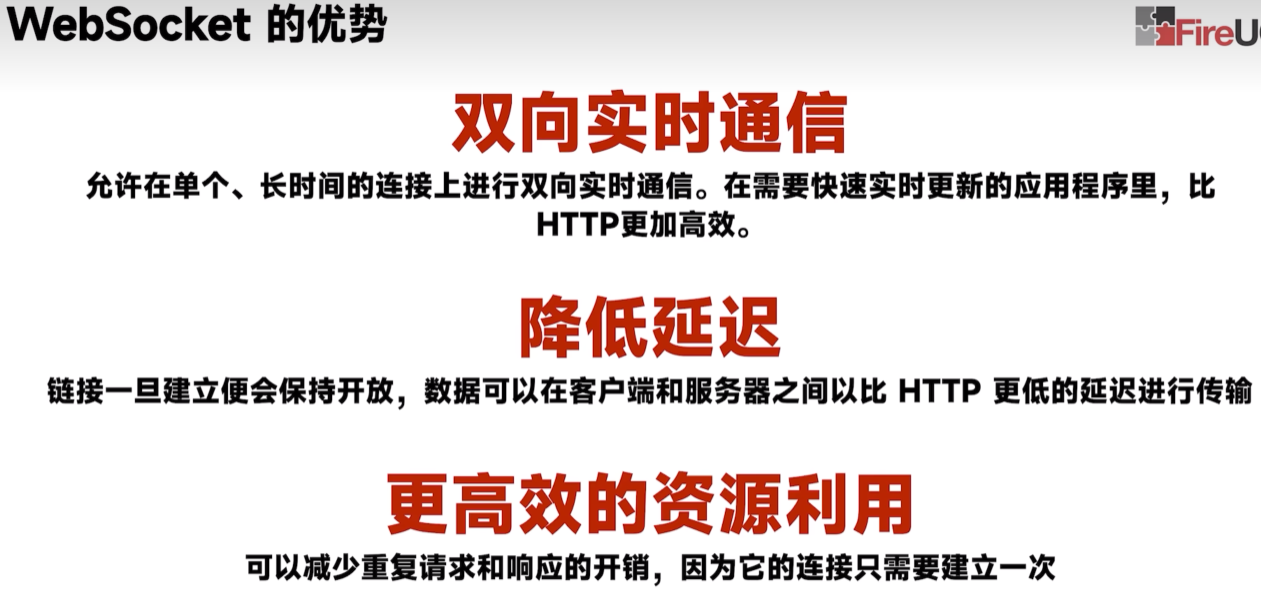 WebSocket 的优势
FireU
双向实时通信
允许在单个、长时间的连接上进行双向实时通信。在需要快速实时更新的应用程序里，比
HTTP更加高效。
降低延迟
链接一旦建立便会保持开放，数据可以在客户端和服务器之间以比 HTTP 更低的延迟进行传输
更高效的资源利用
可以减少重复请求和响应的开销，因为它的连接只需要建立一次